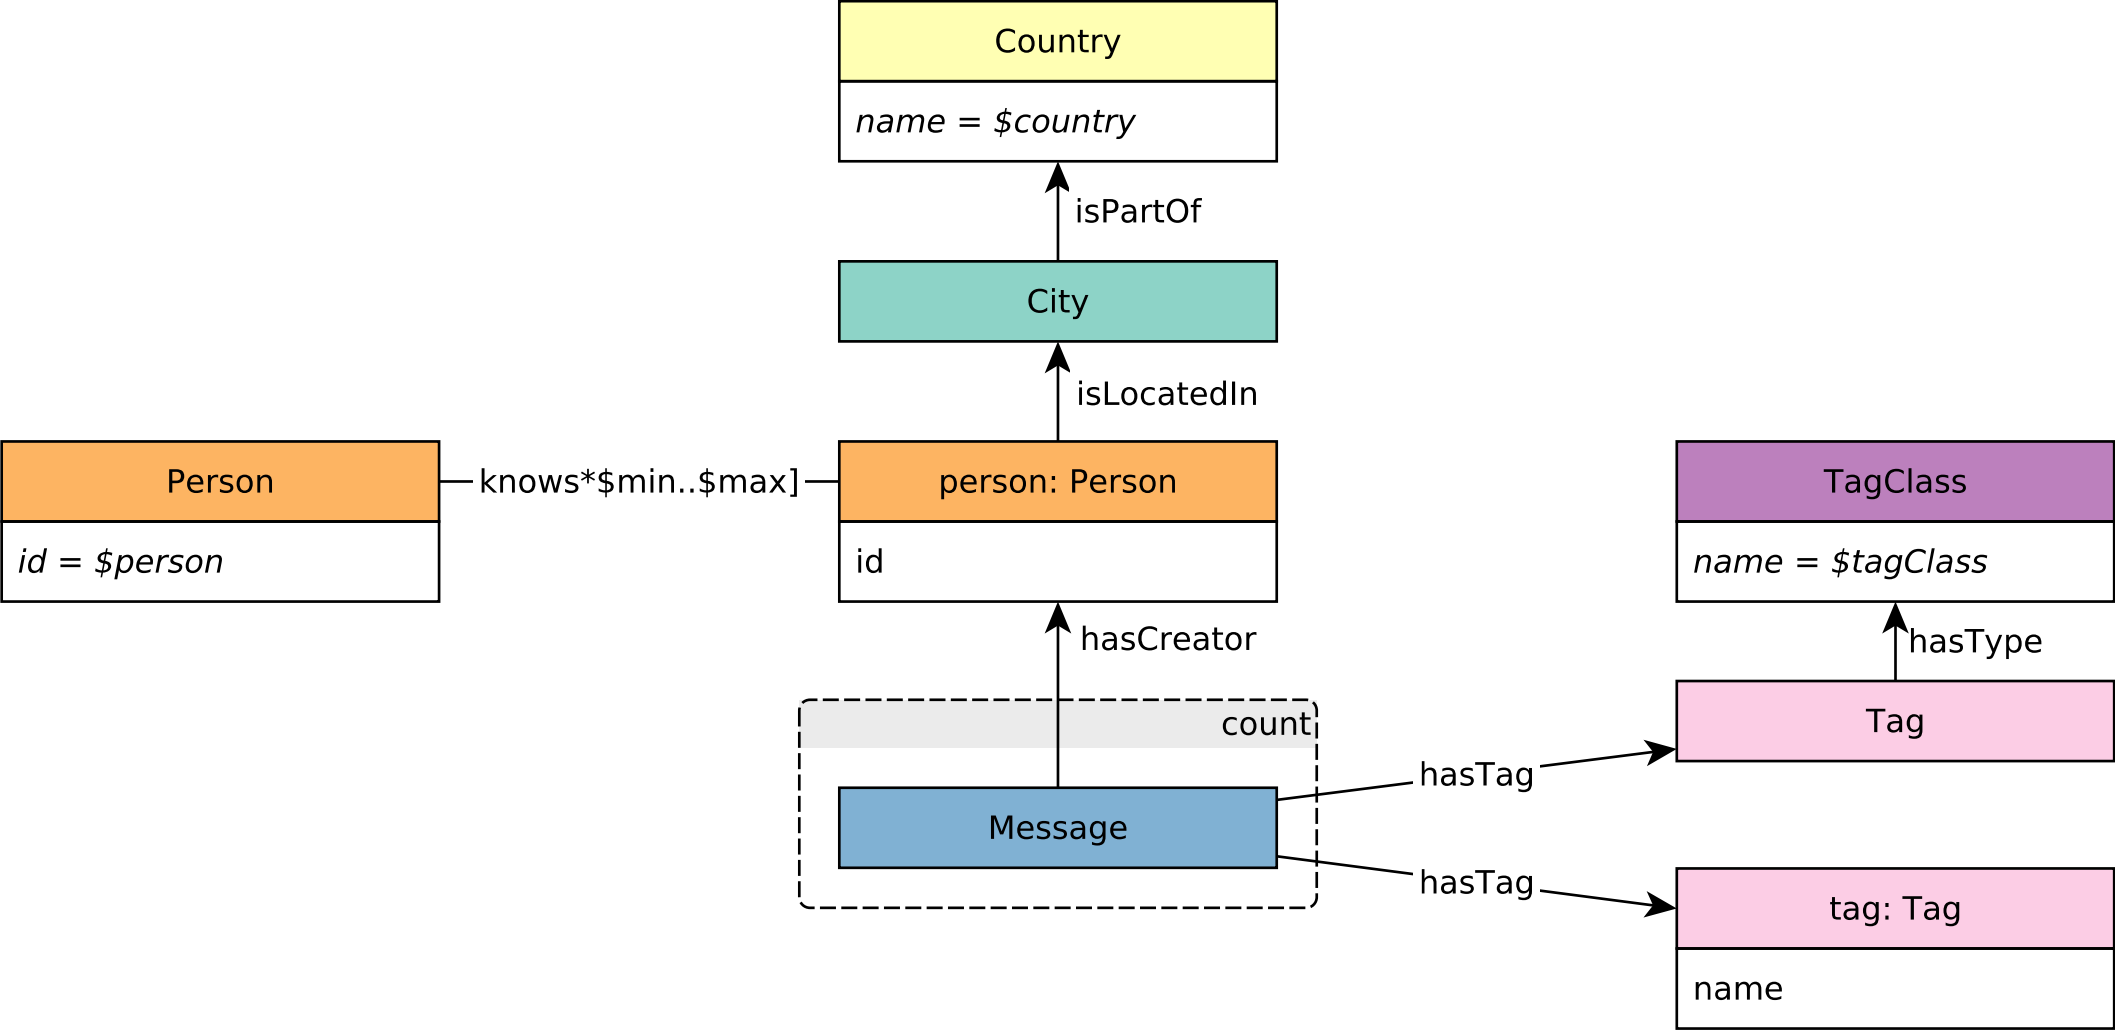 Country
name = $country
isPartOf
City
isLocatedIn
Person
knows*$min..$max]
person: Person
TagClass
id = $person
id
name = $tagClass
hasCreator
hasType
count
Tag
hasTag
Message
hasTag
tag: Tag
name